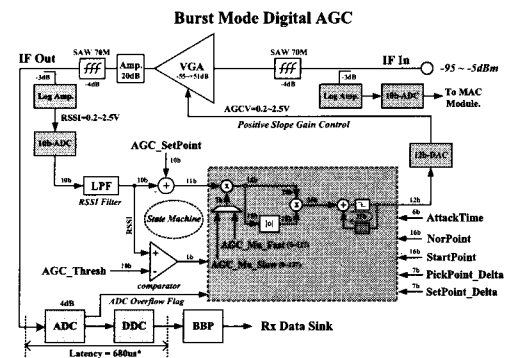 Burst Mode Digital AGC
IF Out
SAW 70M
-4dB
Amp.
20dB
VGA
-55~+51dB
SAW 70M
-4dB
IF In
-95 ~ -5dBm
-3dB
Log Amp.
RSSI=0.2~2.5V
10b-ADC
-3dB
Log Amp.
10b-ADC
To MAC
Module.
AGCV=0.2~2.5V
Positive Slope Gain Control
12b-DAC
AGC_SetPoint
10b
10b
LPF
RSSI Filter
10b
11b
State Machine
RSSI
AGC_Thresh
10b
comparator
1b
AGC_Mu_Fast
AGC_Mu_Slow
12b
6b
AttackTime
16b
NorPoint
16b
StartPoint
7b
PickPoint_Delta
7b
SetPoint_Delta
4dB
ADC Overflow Flag
ADC
DDC
BBP
Rx Data Sink
Latency = 680us*